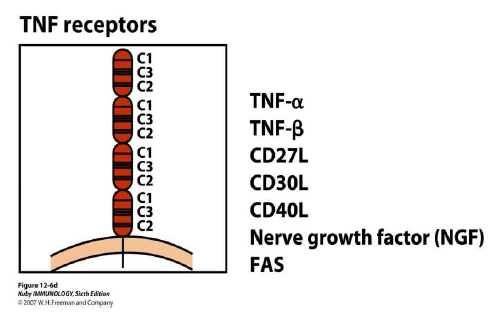 TNF receptors
C1
C3
C2
C1
C3
C2
C1
C3
C2
C1
C3
C2
TNF-α
TNF-β
CD27L
CD30L
CD40L
Nerve growth factor (NGF)
FAS
Figure 12-6d
Kuby IMMUNOLOGY, Sixth Edition
© 2007 W. H. Freeman and Company